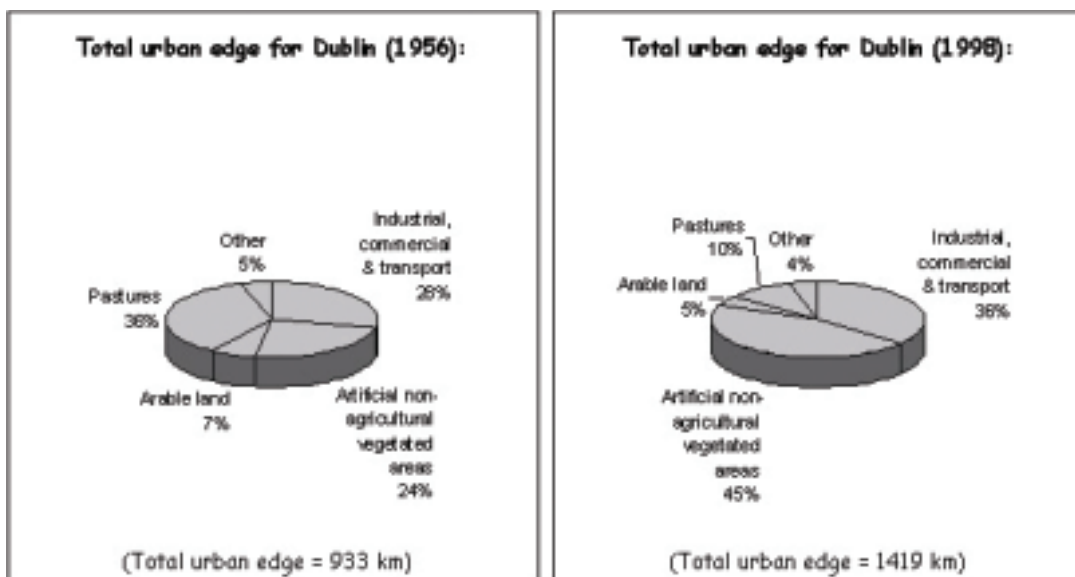 Total urban edge for Dublin (1956):
Other
5%
Industrial,
commercial
& transport
28%
Pastures
36%
Arable land
7%
Artificial non-
agricultural
vegetated
areas
24%
(Total urban edge = 933 km)
Total urban edge for Dublin (1998):
Pastures
10%
Other
4%
Industrial,
commercial
& transport
36%
Arable land
5%
Artificial non-
agricultural
vegetated
areas
45%
(Total urban edge = 1419 km)